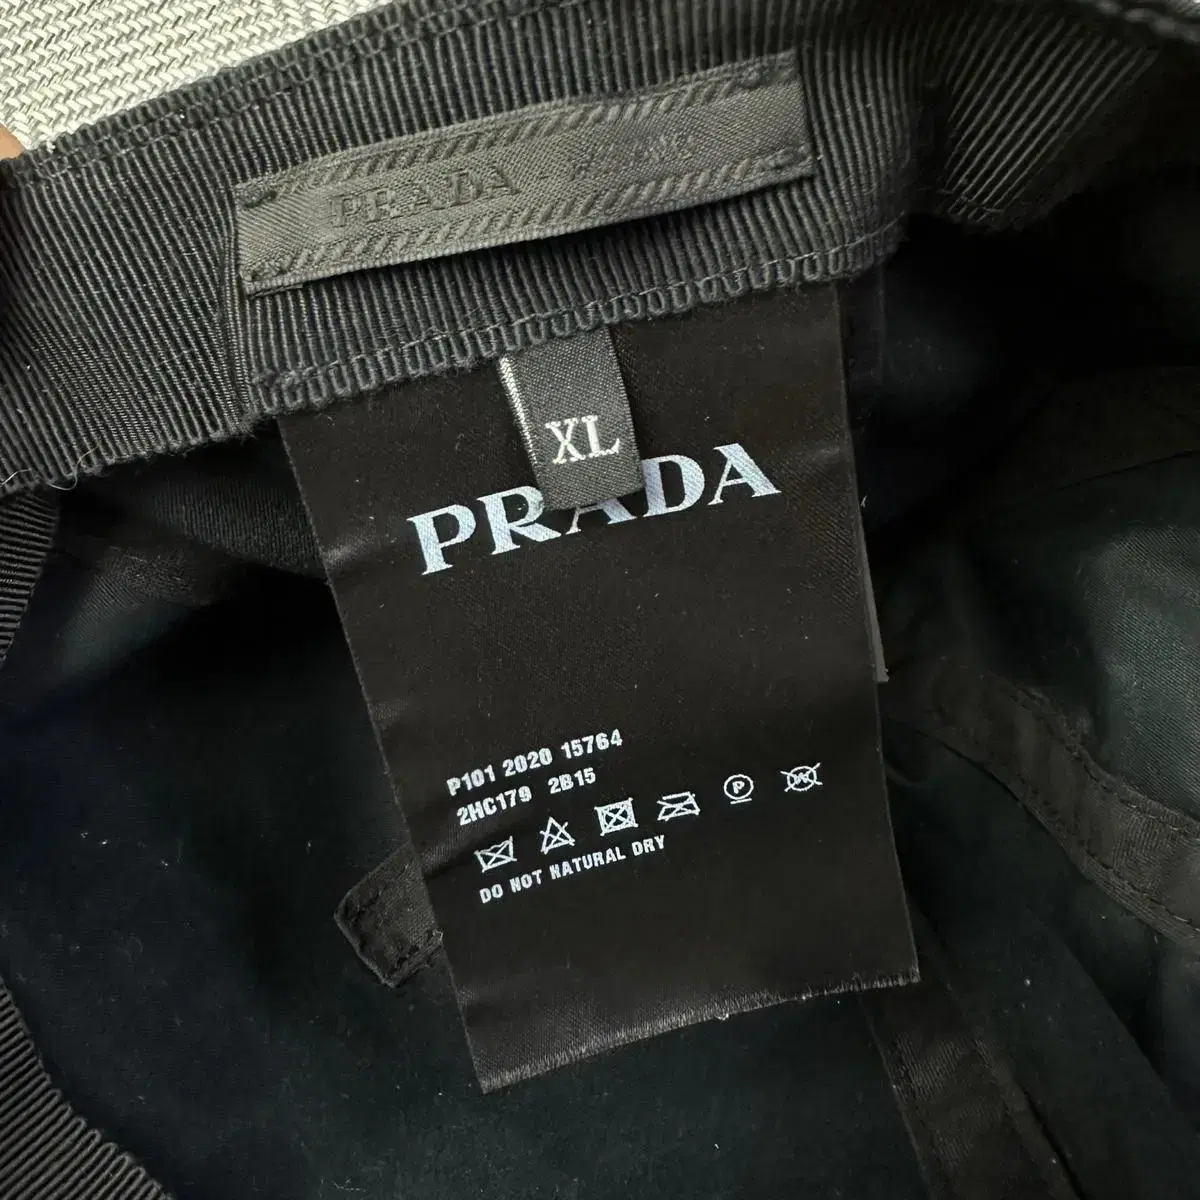 PRADA
XL
PRADA
P101 2020 15764
2HC179 2B15
P
DO NOT NATURAL DRY